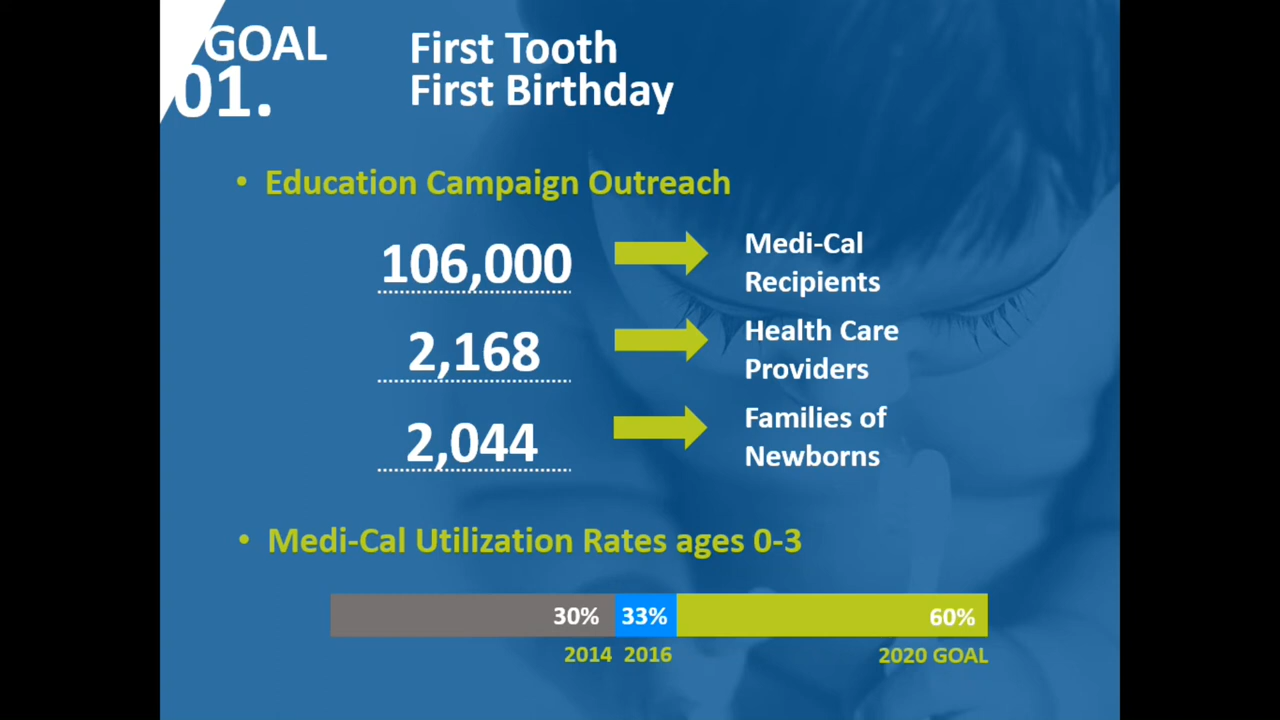 GOAL
01.
First Tooth
First Birthday
• Education Campaign Outreach
106,000
Medi-Cal
Recipients
2,168
Health Care
Providers
2,044
Families of
Newborns
• Medi-Cal Utilization Rates ages 0-3
30% 33% 60%
2014 2016 2020 GOAL